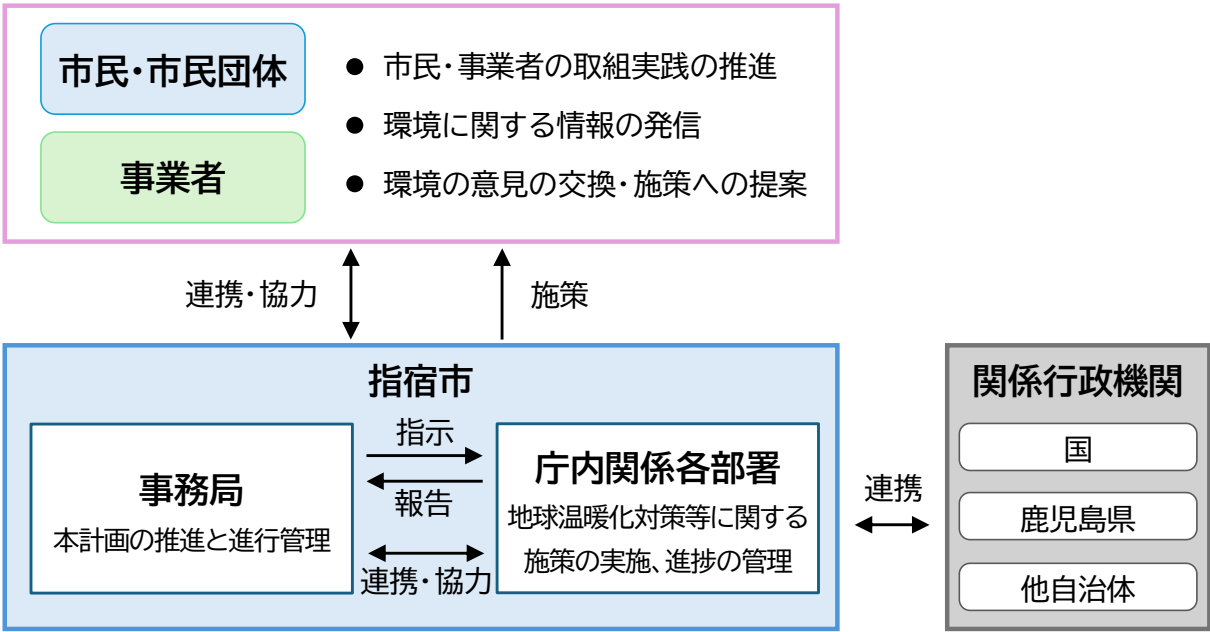 市民・市民団体
事業者
● 市民・事業者の取組実践の推進
● 環境に関する情報の発信
● 環境の意見の交換・施策への提案
連携・協力
施策
指宿市
事務局
本計画の推進と進行管理
指示
報告
連携・協力
庁内関係各部署
地球温暖化対策等に関する
施策の実施、進捗の管理
連携
関係行政機関
国
鹿児島県
他自治体